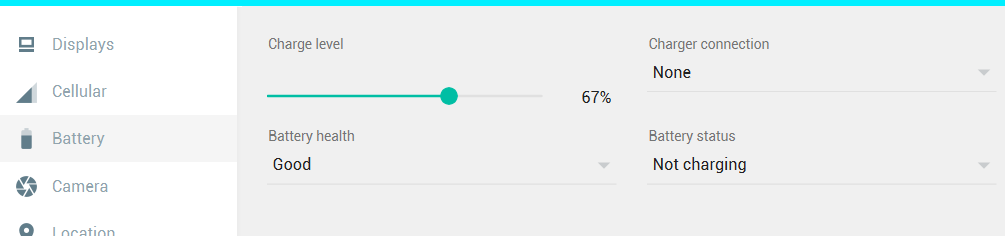 Displays
Cellular
Battery
Camera
Location
Charge level
67%
Charger connection
None
Battery health
Good
Battery status
Not charging